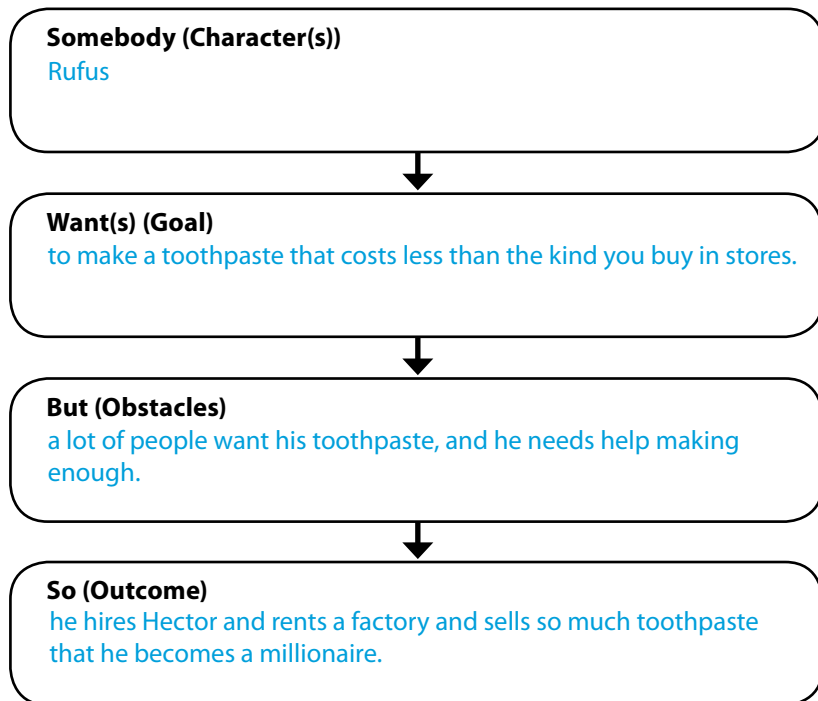 Somebody (Character(s))
Rufus
Want(s) (Goal)
to make a toothpaste that costs less than the kind you buy in stores.
But (Obstacles)
a lot of people want his toothpaste, and he needs help making
enough.
So (Outcome)
he hires Hector and rents a factory and sells so much toothpaste
that he becomes a millionaire.